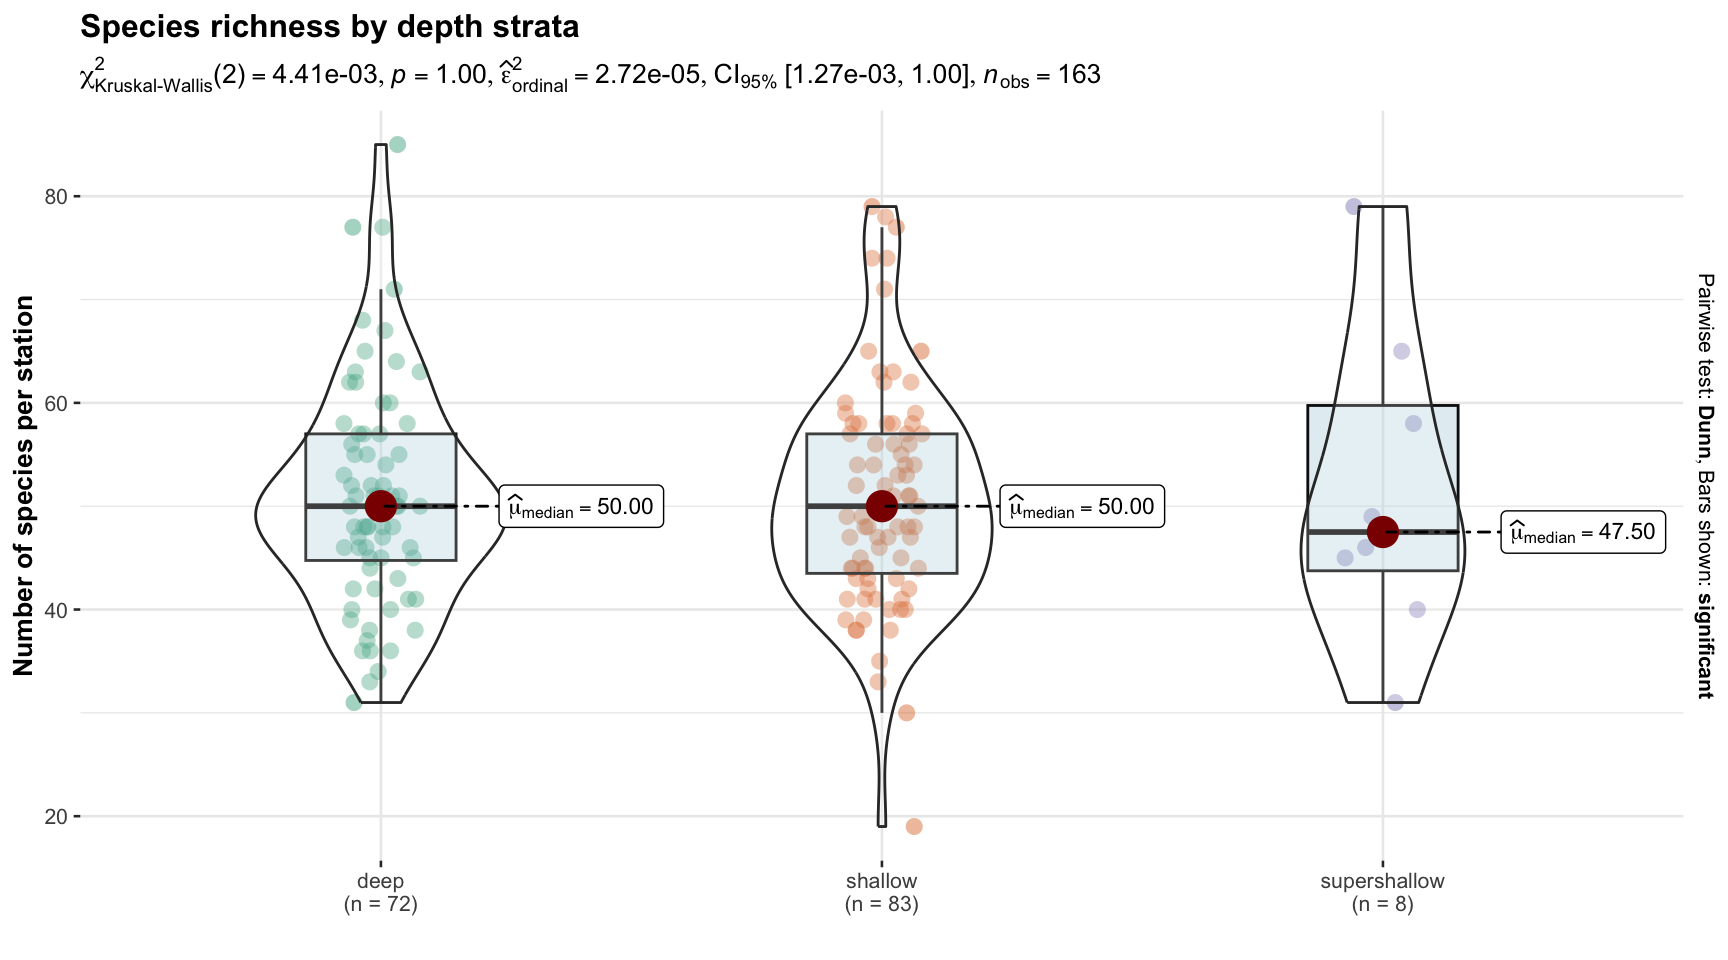 Species richness by depth strata
χ²Kruskal-Wallis(2) = 4.41e-03, p = 1.00, ε̂²ordinal = 2.72e-05, CI95% [1.27e-03, 1.00], nobs = 163
Number of species per station
80
60
40
20
μ̂median = 50.00
μ̂median = 50.00
μ̂median = 47.50
Pairwise test: Dunn, Bars shown: significant
deep
(n = 72)
shallow
(n = 83)
supershallow
(n = 8)